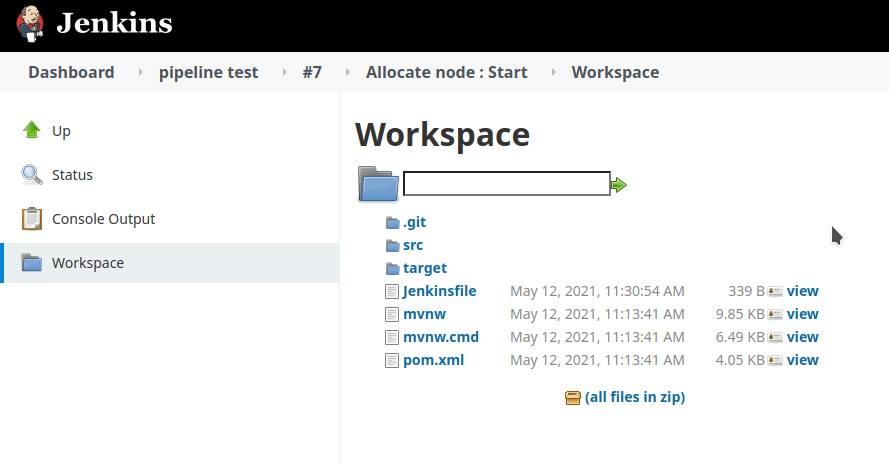 Jenkins
Dashboard pipeline test #7 Allocate node : Start Workspace
Up
Status
Console Output
Workspace
Workspace
.git
src
target
Jenkinsfile May 12, 2021, 11:30:54 AM 339 B view
mvnw May 12, 2021, 11:13:41 AM 9.85 KB view
mvnw.cmd May 12, 2021, 11:13:41 AM 6.49 KB view
pom.xml May 12, 2021, 11:13:41 AM 4.05 KB view
(all files in zip)